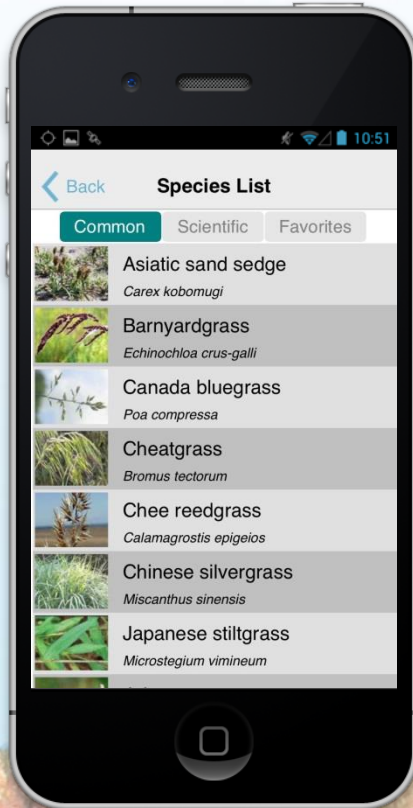 10:51
Back Species List
Common Scientific Favorites
Asiatic sand sedge
Carex kobomugi
Barnyardgrass
Echinochloa crus-galli
Canada bluegrass
Poa compressa
Cheatgrass
Bromus tectorum
Chee reedgrass
Calamagrostis epigeios
Chinese silvergrass
Miscanthus sinensis
Japanese stiltgrass
Microstegium vimineum